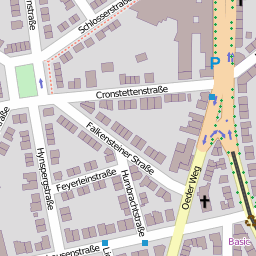 Schlosserstraße
P
Cronstettenstraße
Falkensteiner Straße
Hynspergstraße
Feyerleinstraße
Humbrachtstraße
Oeder Weg
Basic